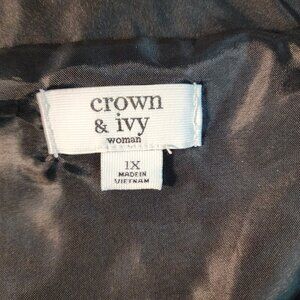 crown
& ivy
woman
1X
MADE IN
VIETNAM